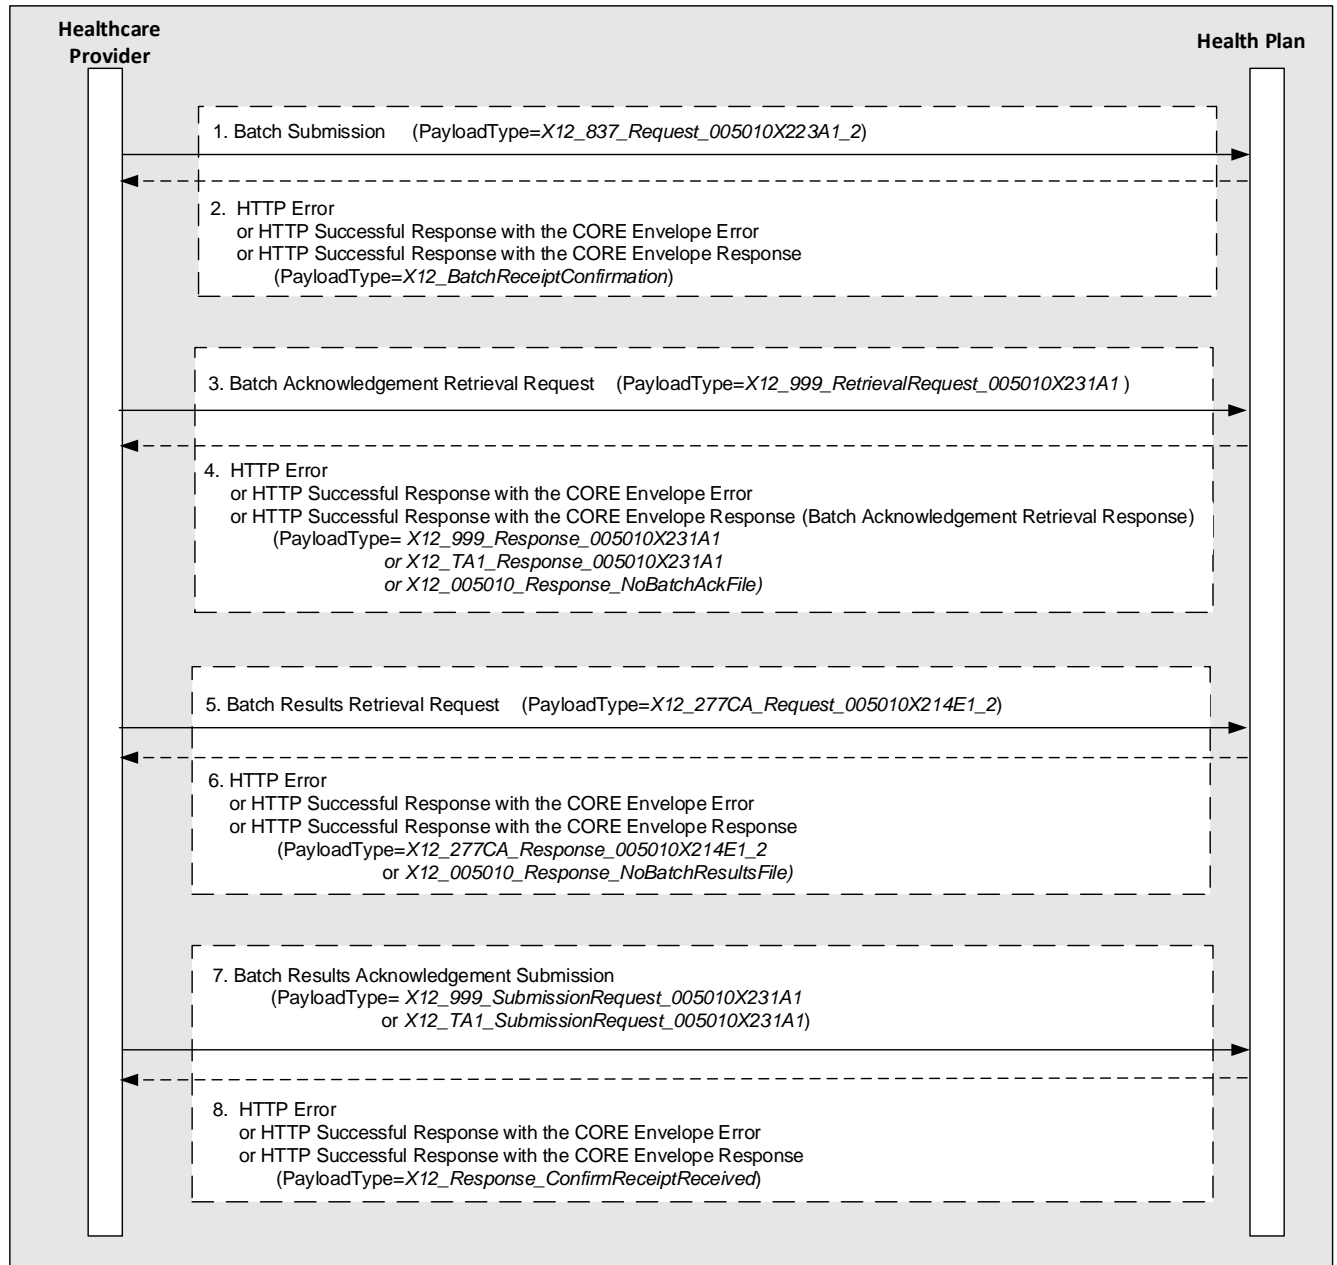 Healthcare
Provider
Health Plan
1. Batch Submission (PayloadType=X12_837_Request_005010X223A1_2)
2. HTTP Error
or HTTP Successful Response with the CORE Envelope Error
or HTTP Successful Response with the CORE Envelope Response
(PayloadType=X12_BatchReceiptConfirmation)
3. Batch Acknowledgement Retrieval Request (PayloadType=X12_999_RetrievalRequest_005010X231A1 )
4. HTTP Error
or HTTP Successful Response with the CORE Envelope Error
or HTTP Successful Response with the CORE Envelope Response (Batch Acknowledgement Retrieval Response)
(PayloadType= X12_999_Response_005010X231A1
or X12_TA1_Response_005010X231A1
or X12_005010_Response_NoBatchAckFile)
5. Batch Results Retrieval Request (PayloadType=X12_277CA_Request_005010X214E1_2)
6. HTTP Error
or HTTP Successful Response with the CORE Envelope Error
or HTTP Successful Response with the CORE Envelope Response
(PayloadType=X12_277CA_Response_005010X214E1_2
or X12_005010_Response_NoBatchResultsFile)
7. Batch Results Acknowledgement Submission
(PayloadType= X12_999_SubmissionRequest_005010X231A1
or X12_TA1_SubmissionRequest_005010X231A1)
8. HTTP Error
or HTTP Successful Response with the CORE Envelope Error
or HTTP Successful Response with the CORE Envelope Response
(PayloadType=X12_Response_ConfirmReceiptReceived)